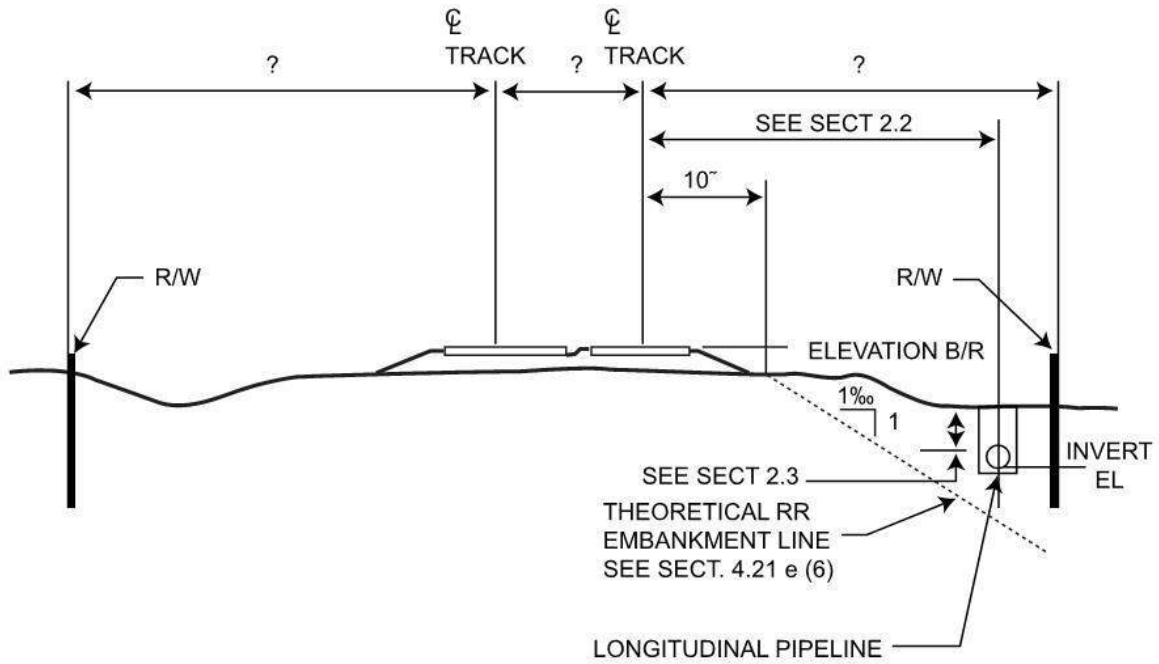 ℄
TRACK
℄
TRACK
?
?
?
SEE SECT 2.2
10˜
R/W
R/W
ELEVATION B/R
1‰
1
INVERT
EL
SEE SECT 2.3
THEORETICAL RR
EMBANKMENT LINE
SEE SECT. 4.21 e (6)
LONGITUDINAL PIPELINE